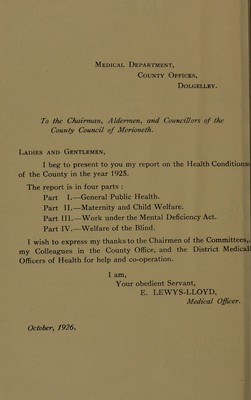 Medical Department,
County Offices,
Dolgelley.
To the Chairman, Aldermen, and Councillors of the
County Council of Merioneth.
Ladies and Gentlemen,
I beg to present to you my report on the Health Conditions
of the County in the year 1925.
The report is in four parts :
Part I.—General Public Health.
Part II.—Maternity and Child Welfare.
Part III.—Work under the Mental Deficiency Act.
Part IV.—Welfare of the Blind.
I wish to express my thanks to the Chairmen of the Committees,
my Colleagues in the County Office, and the District Medical
Officers of Health for help and co-operation.
I am,
Your obedient Servant,
E. LEWYS-LLOYD,
Medical Officer.
October, 1926.